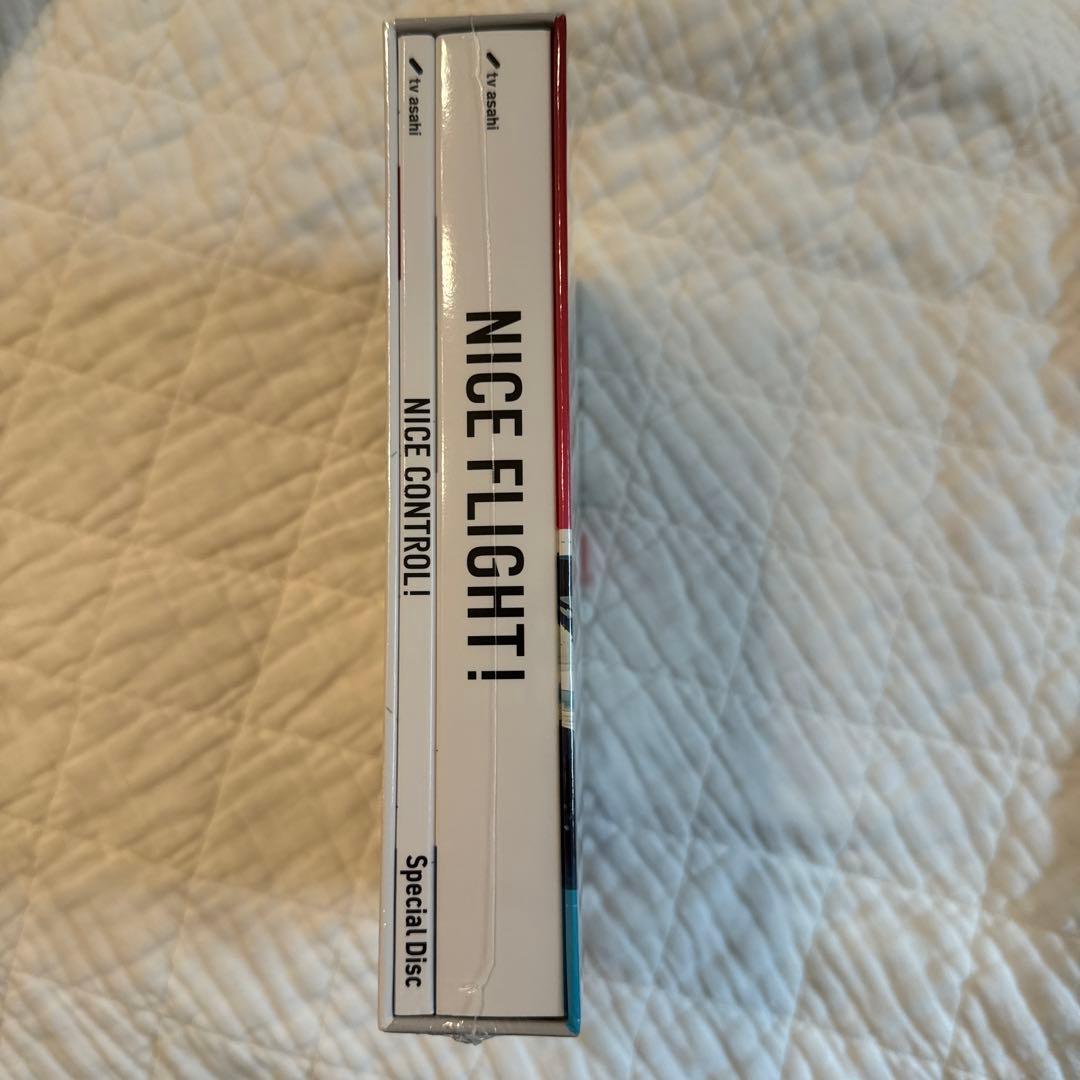 tv asahi
NICE FLIGHT!
tv asahi
NICE CONTROL!
Special Disc